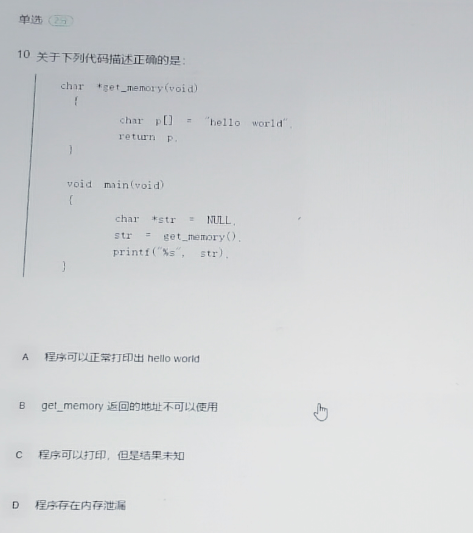 单选 2分
10 关于下列代码描述正确的是：
char *get_memory(void)
{
char p[] = "hello world";
return p;
}
void main(void)
{
char *str = NULL;
str = get_memory();
printf("%s", str);
}
A 程序可以正常打印出 hello world
B get_memory 返回的地址不可以使用
C 程序可以打印，但是结果未知
D 程序存在内存泄漏